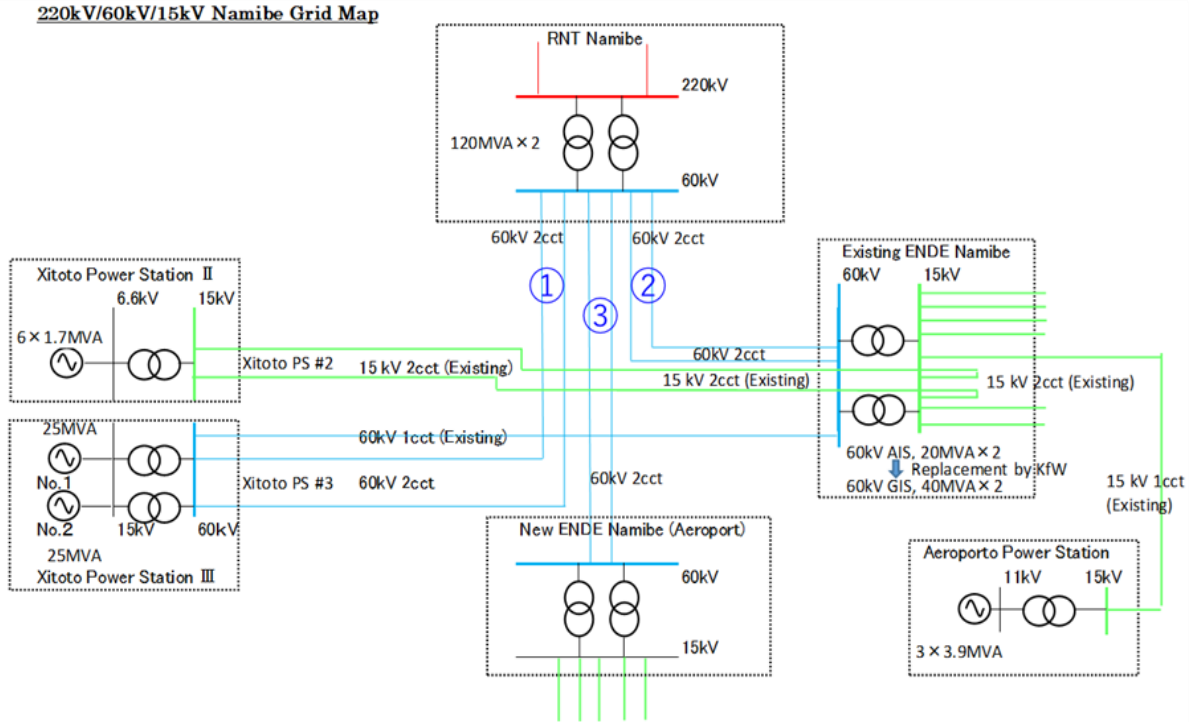 220kV/60kV/15kV Namibe Grid Map
RNT Namibe
220kV
120MVA×2
60kV
60kV 2cct
60kV 2cct
①
②
③
Existing ENDE Namibe
60kV
15kV
60kV 2cct
15 kV 2cct (Existing)
15 kV 2cct (Existing)
60kV AIS, 20MVA×2
Replacement by KfW
60kV GIS, 40MVA×2
Xitoto Power Station Ⅱ
6.6kV
15kV
6×1.7MVA
Xitoto PS #2
15 kV 2cct (Existing)
25MVA
No.1
No.2
15kV
60kV
25MVA
Xitoto Power Station Ⅲ
60kV 1cct (Existing)
Xitoto PS #3
60kV 2cct
60kV 2cct
New ENDE Namibe (Aeroport)
60kV
15kV
15 kV 1cct
(Existing)
Aeroporto Power Station
11kV
15kV
3×3.9MVA